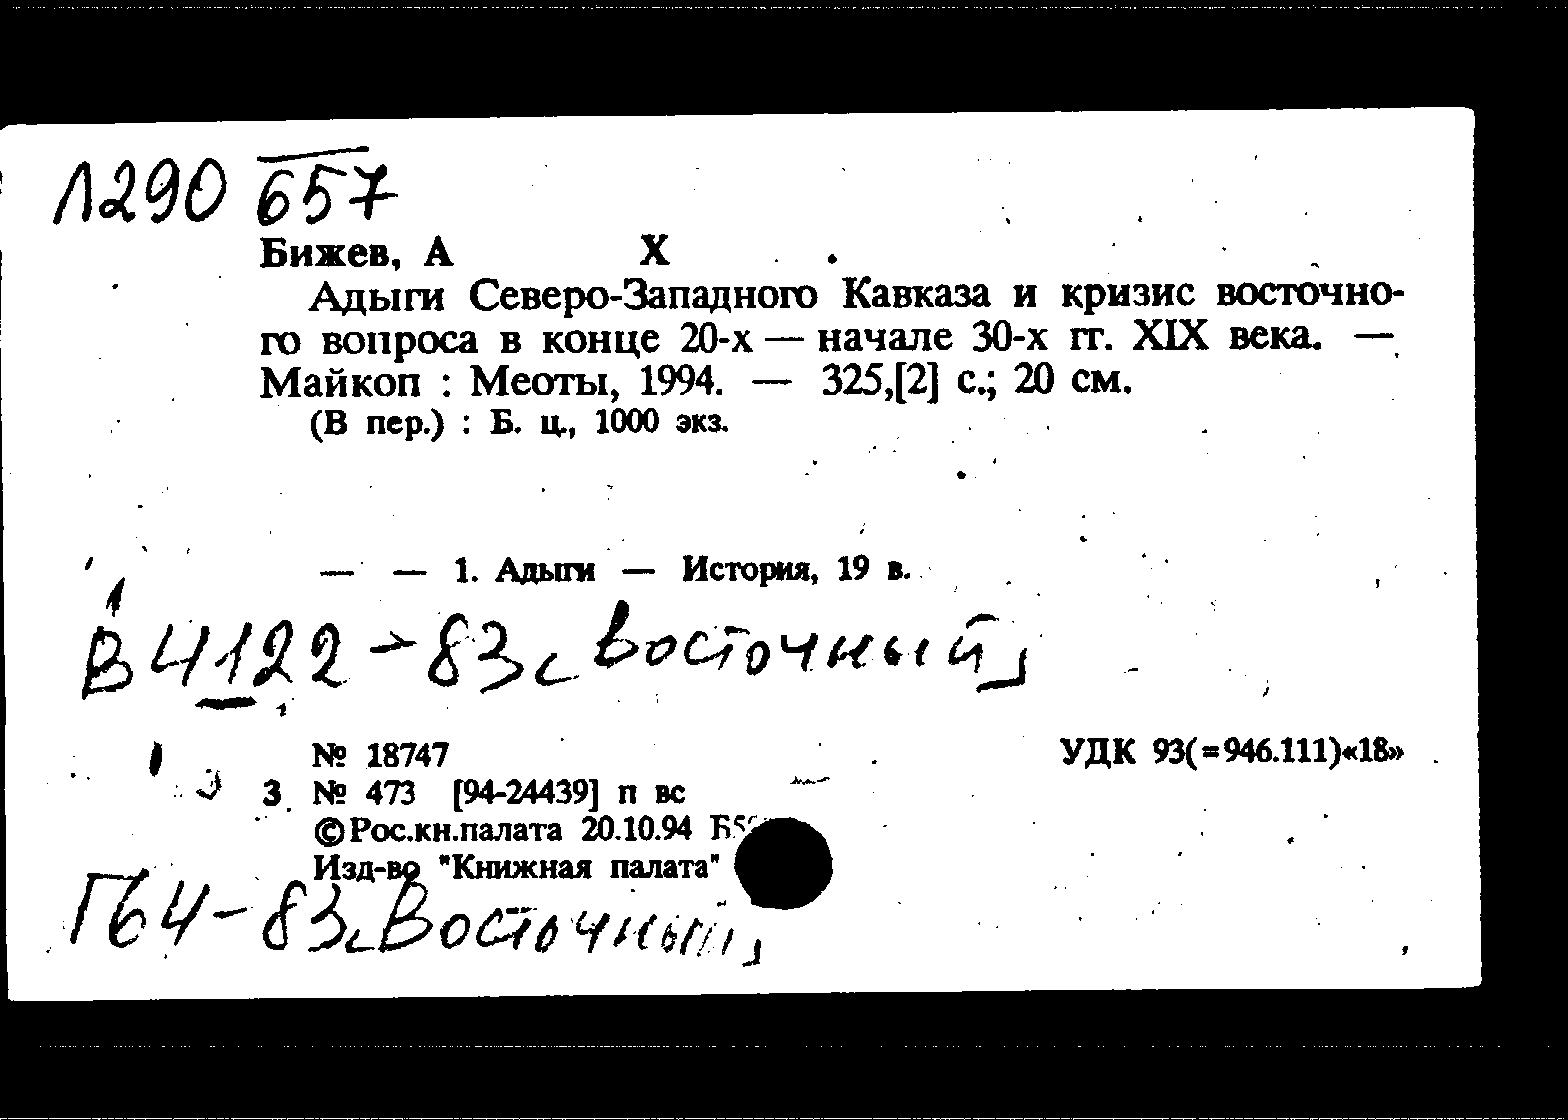 Л290 657
Бижев, А Х
Адыги Северо-Западного Кавказа и кризис восточно-
го вопроса в конце 20-х — начале 30-х гг. XIX века. —
Майкоп : Меоты, 1994. — 325,[2] с.; 20 см.
(В пер.) : Б. ц., 1000 экз.
— — 1. Адыги — История, 19 в.
В4122-83с восточный
№ 18747 УДК 93(=946.111)«18»
3 № 473 [94-24439] п вс
©Рос.кн.палата 20.10.94
Изд-во "Книжная палата"
Г64-83с Восточный